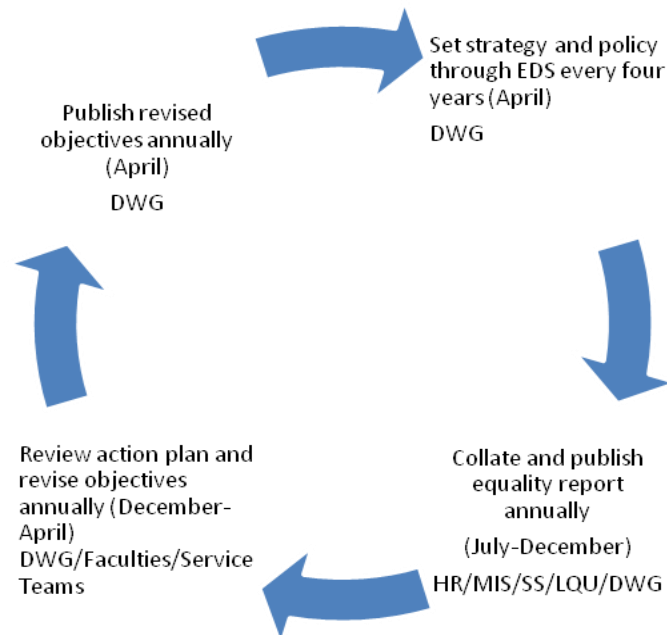 Set strategy and policy
through EDS every four
years (April)
DWG
Collate and publish
equality report
annually
(July-December)
HR/MIS/SS/LQU/DWG
Review action plan and
revise objectives
annually (December-
April)
DWG/Faculties/Service
Teams
Publish revised
objectives annually
(April)
DWG